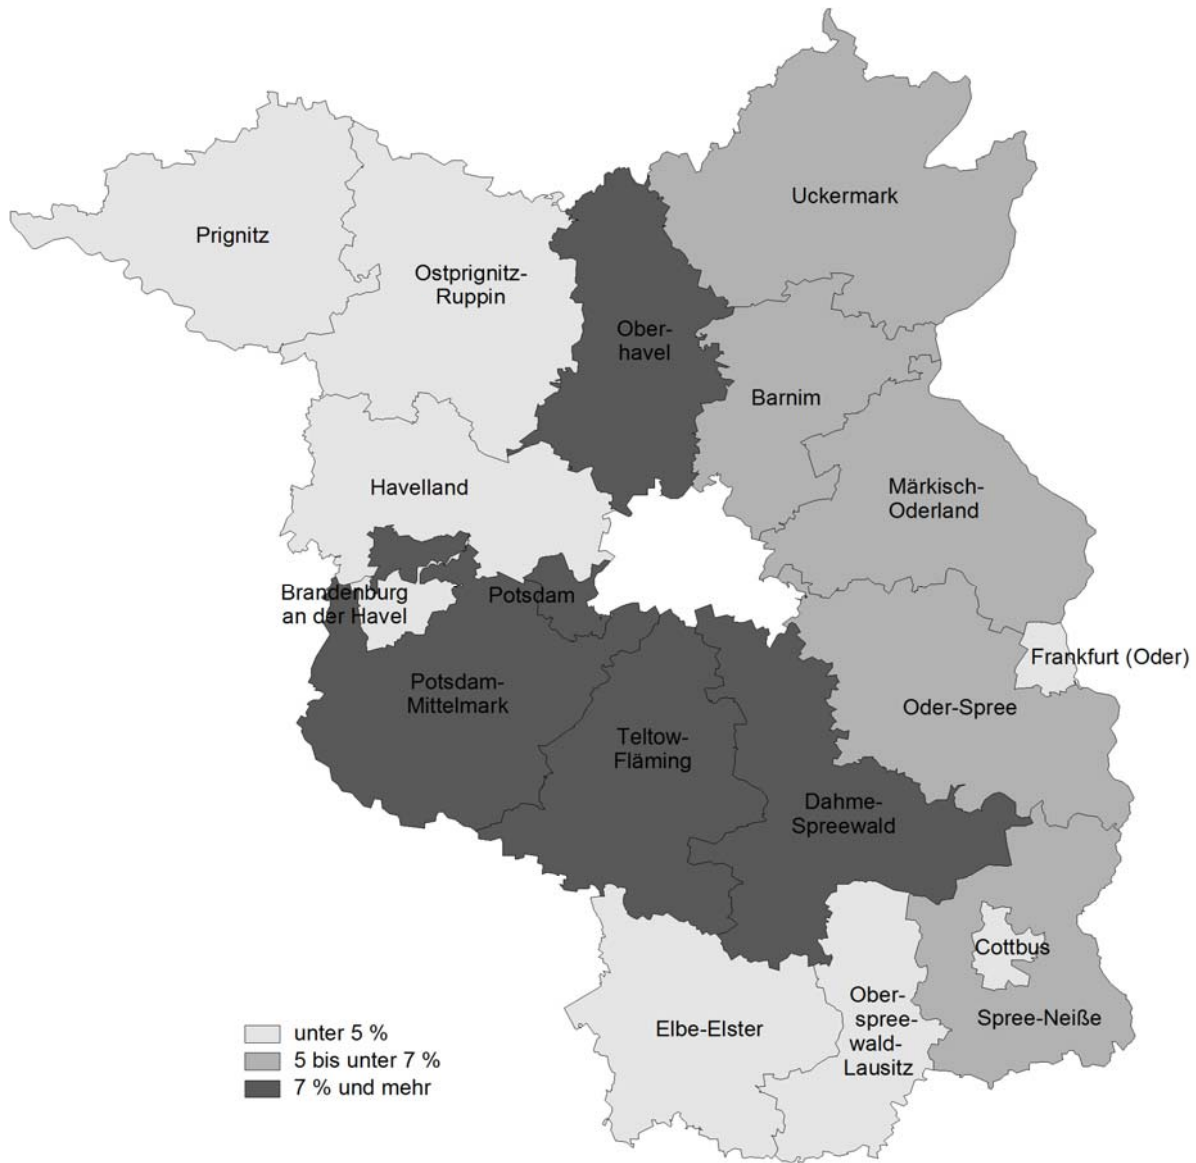 Uckermark
Prignitz
Ostprignitz-
Ruppin
Ober-
havel
Barnim
Havelland
Märkisch-
Oderland
Brandenburg
an der Havel
Potsdam
Frankfurt (Oder)
Potsdam-
Mittelmark
Oder-Spree
Teltow-
Fläming
Dahme-
Spreewald
Cottbus
Ober-
spree-
wald-
Lausitz
Elbe-Elster
Spree-Neiße
unter 5 %
5 bis unter 7 %
7 % und mehr